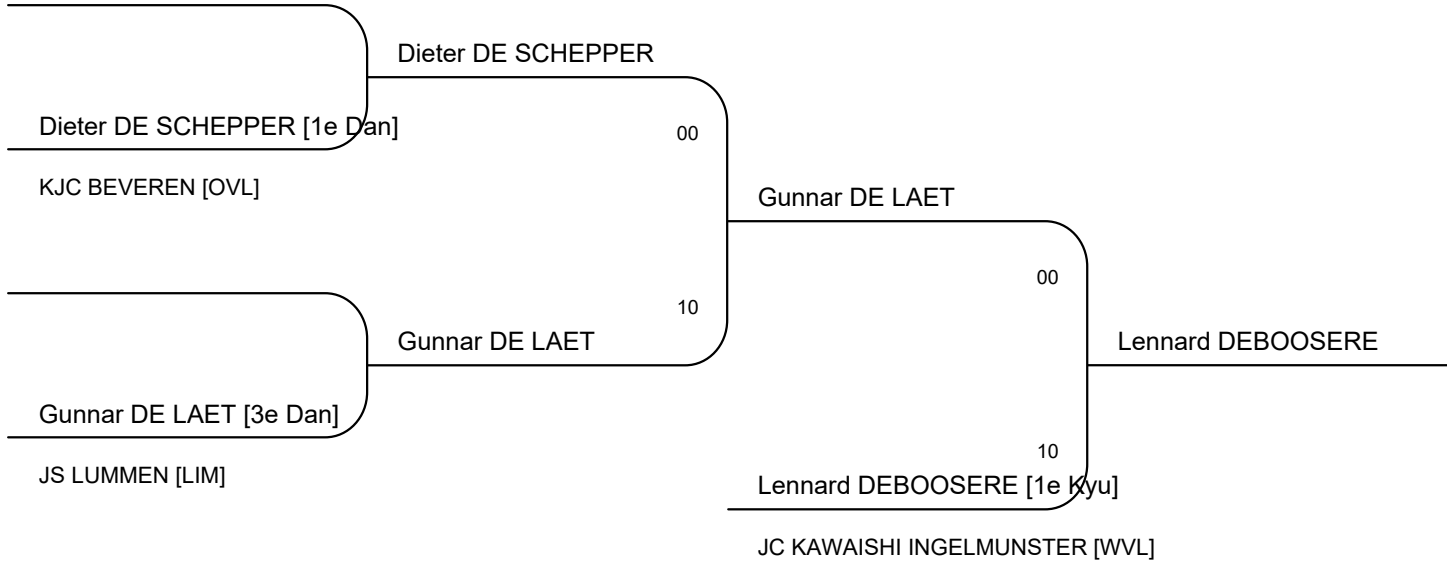 Dieter DE SCHEPPER
Dieter DE SCHEPPER [1e Dan]
00
KJC BEVEREN [OVL]
Gunnar DE LAET
00
10
Gunnar DE LAET
Lennard DEBOOSERE
Gunnar DE LAET [3e Dan]
10
JS LUMMEN [LIM]
Lennard DEBOOSERE [1e Kyu]
JC KAWAISHI INGELMUNSTER [WVL]